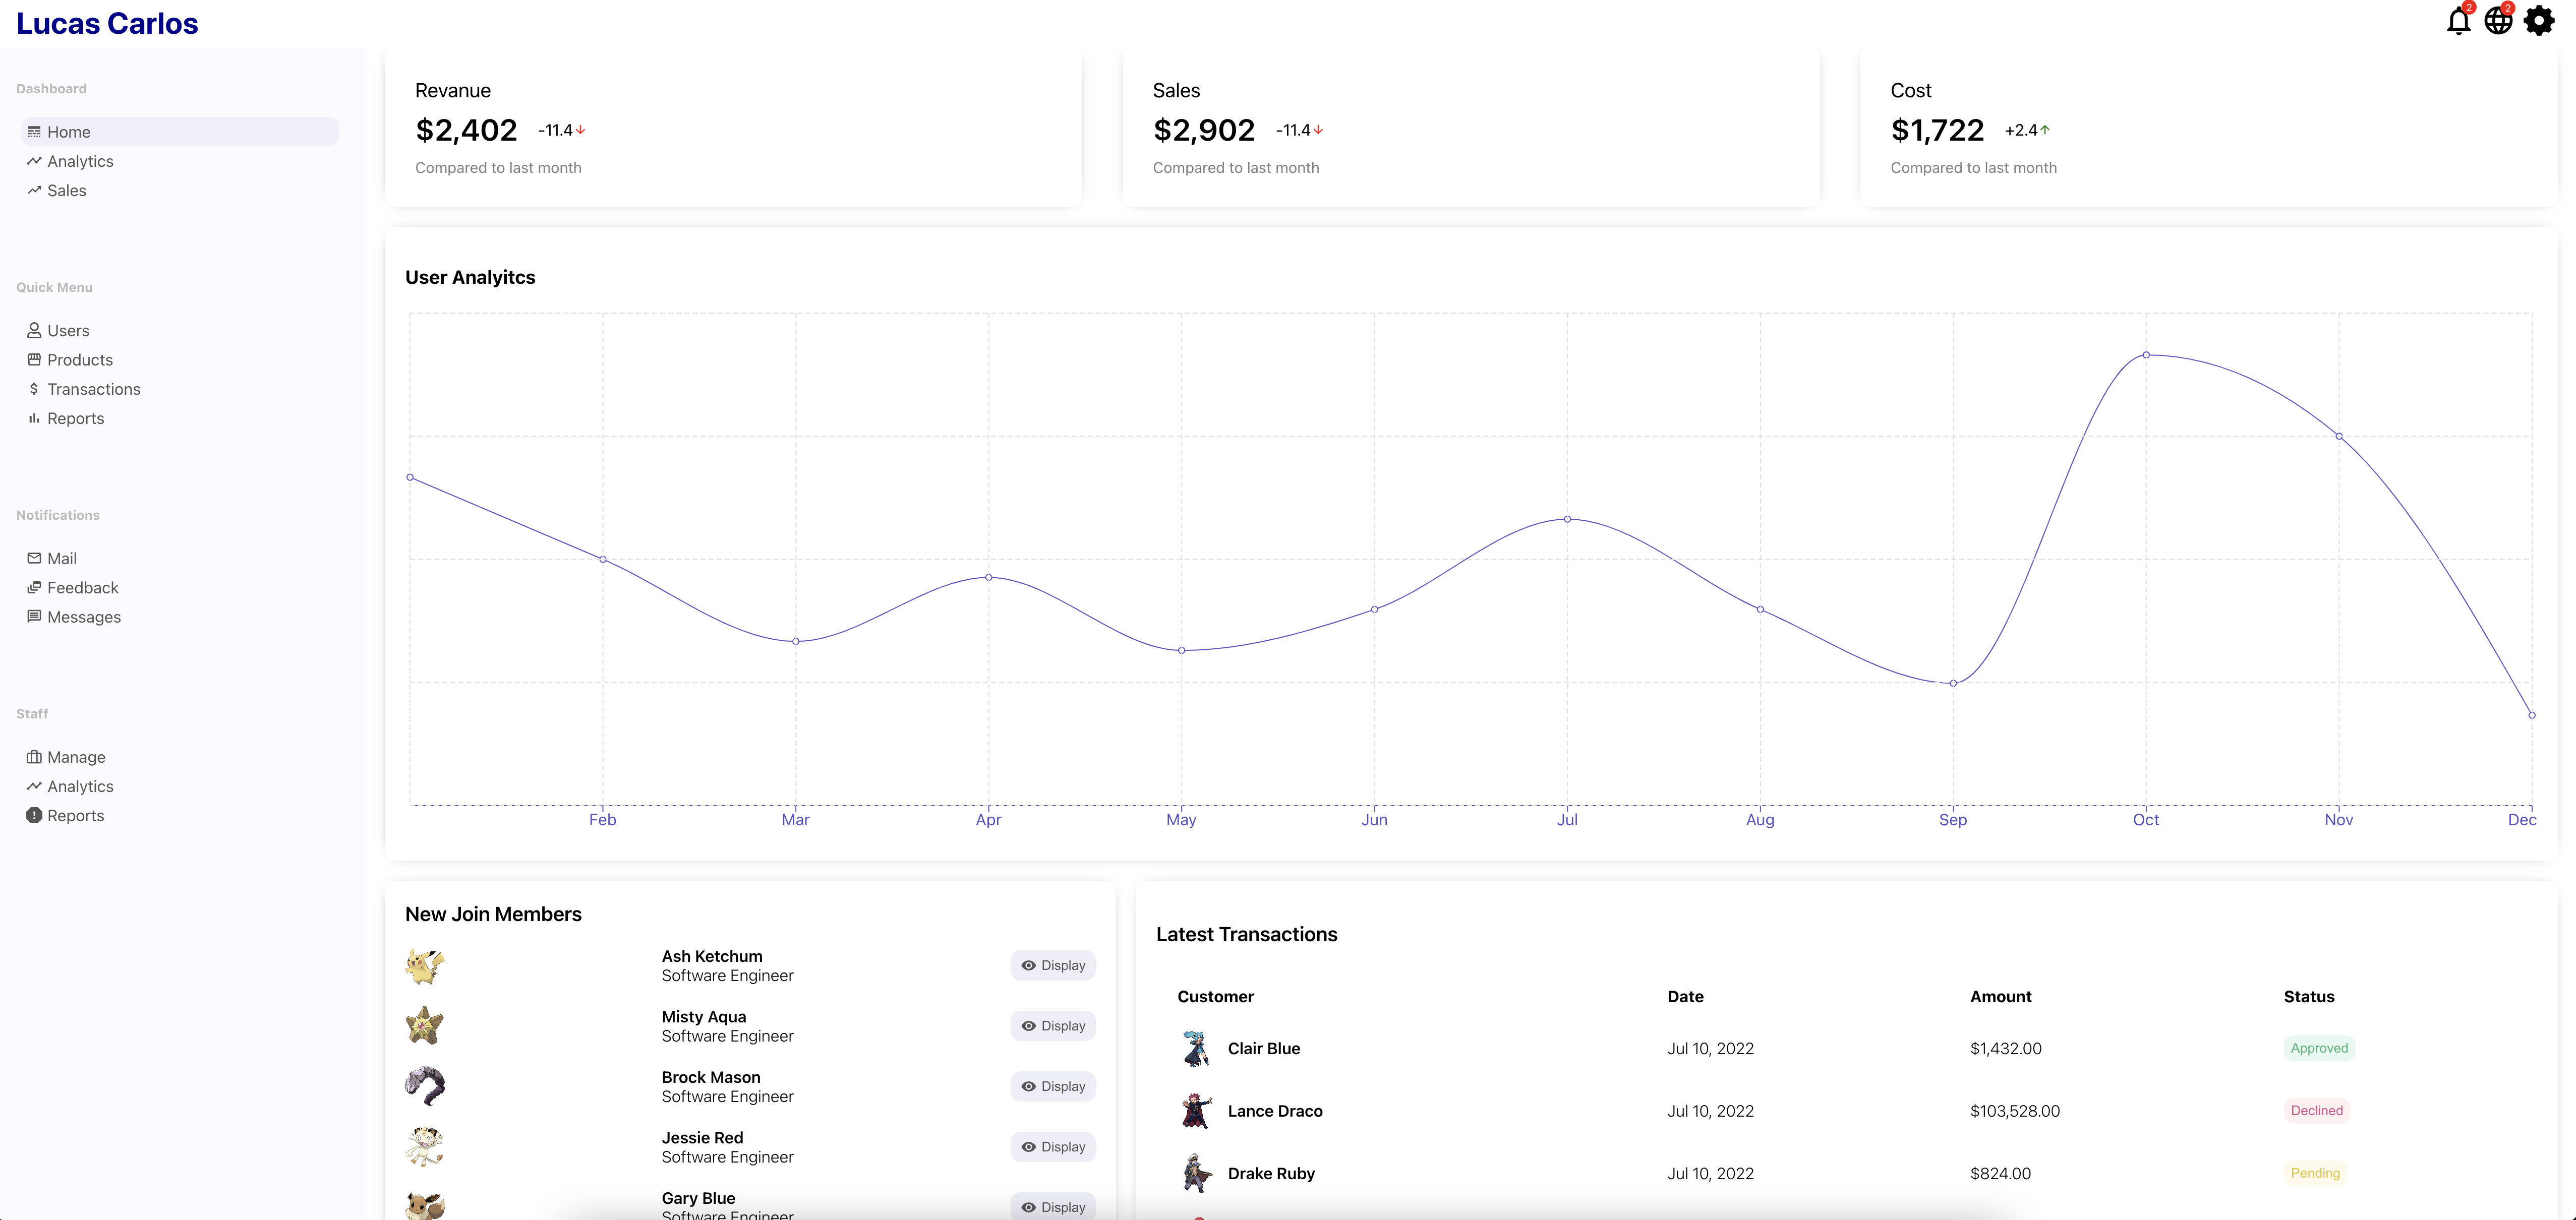 Lucas Carlos
2
2
Dashboard
Home
Analytics
Sales
Quick Menu
Users
Products
Transactions
Reports
Notifications
Mail
Feedback
Messages
Staff
Manage
Analytics
Reports
Revanue
$2,402 -11.4
Compared to last month
Sales
$2,902 -11.4
Compared to last month
Cost
$1,722 +2.4
Compared to last month
User Analyitcs
Feb Mar Apr May Jun Jul Aug Sep Oct Nov Dec
New Join Members
Ash Ketchum
Software Engineer
Display
Misty Aqua
Software Engineer
Display
Brock Mason
Software Engineer
Display
Jessie Red
Software Engineer
Display
Gary Blue
Software Engineer
Display
Latest Transactions
Customer Date Amount Status
Clair Blue Jul 10, 2022 $1,432.00 Approved
Lance Draco Jul 10, 2022 $103,528.00 Declined
Drake Ruby Jul 10, 2022 $824.00 Pending